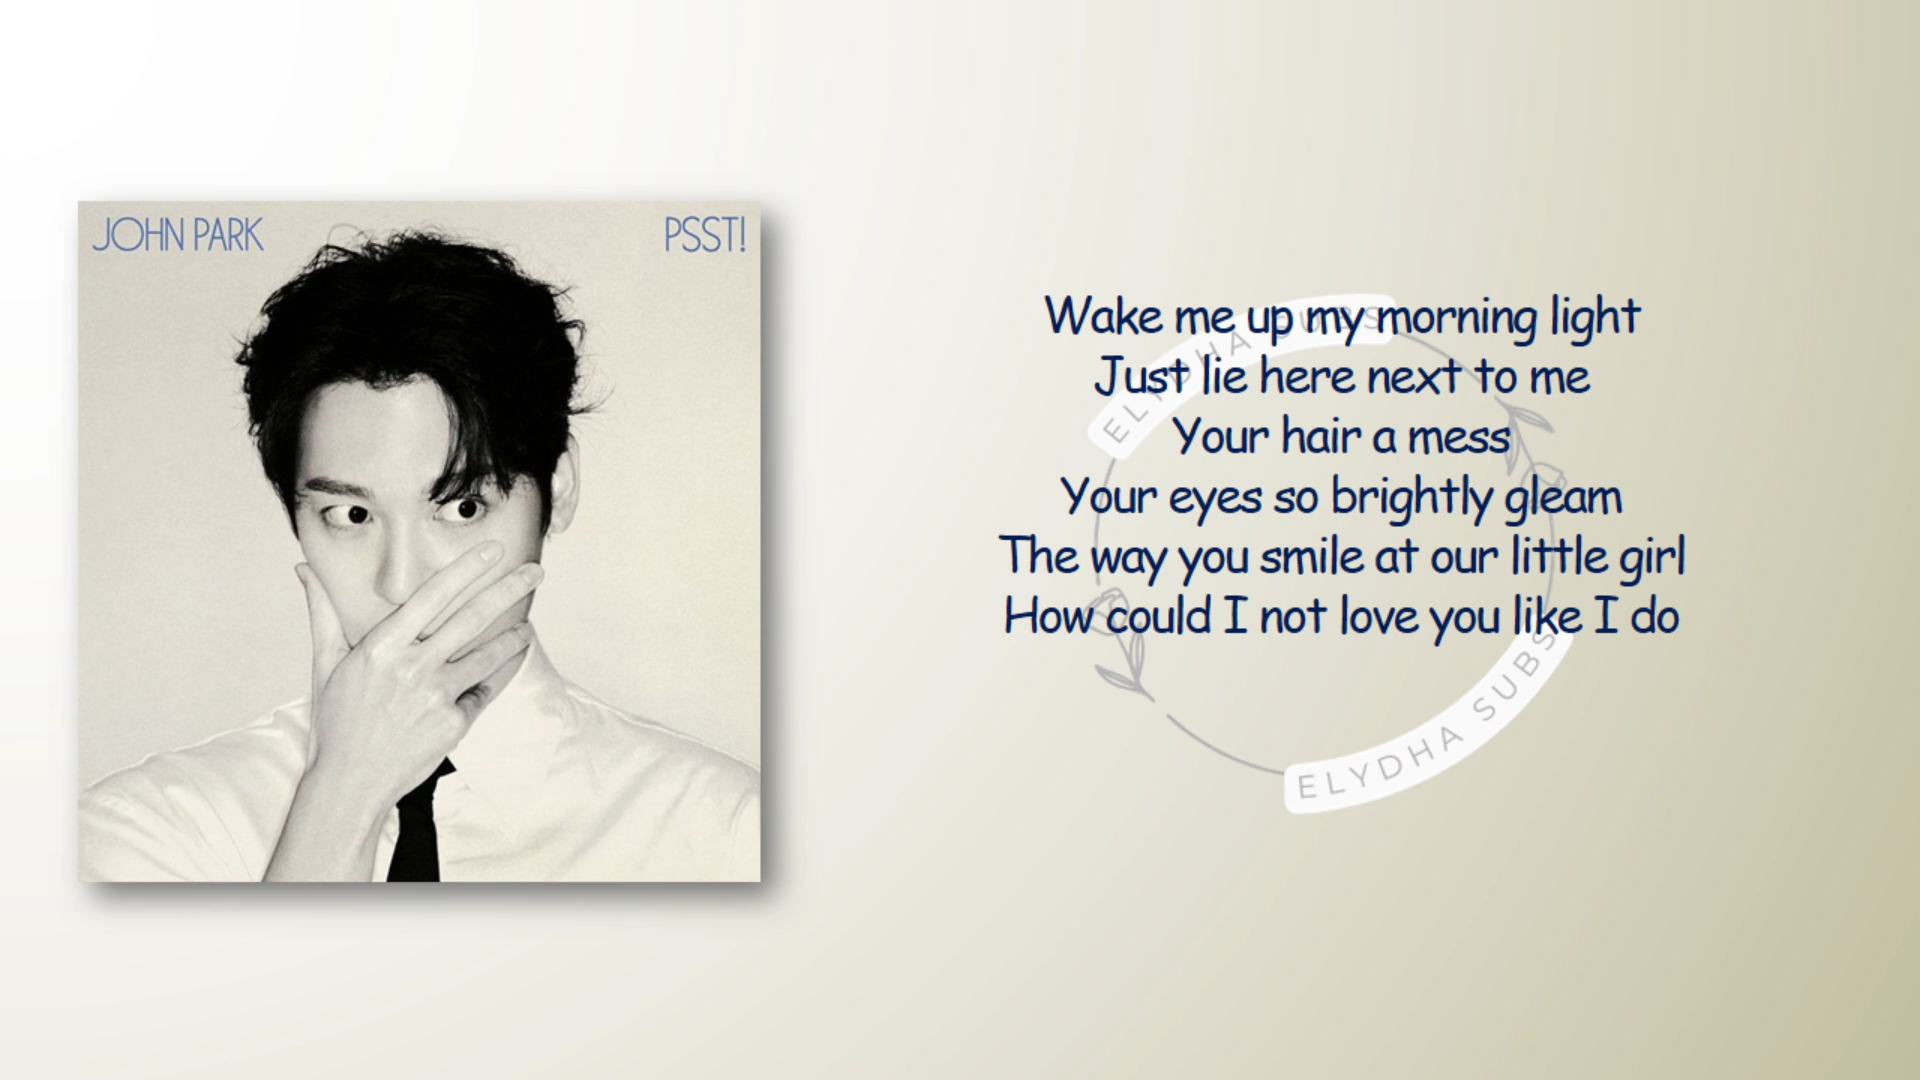 JOHN PARK
PSST!
Wake me up my morning light
Just lie here next to me
Your hair a mess
Your eyes so brightly gleam
The way you smile at our little girl
How could I not love you like I do
ELYDHA SUBS
ELYDHA SUBS